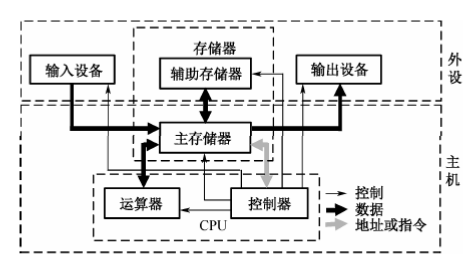 存储器
输入设备
辅助存储器
输出设备
外设
主存储器
主机
运算器
控制器
CPU
控制
数据
地址或指令